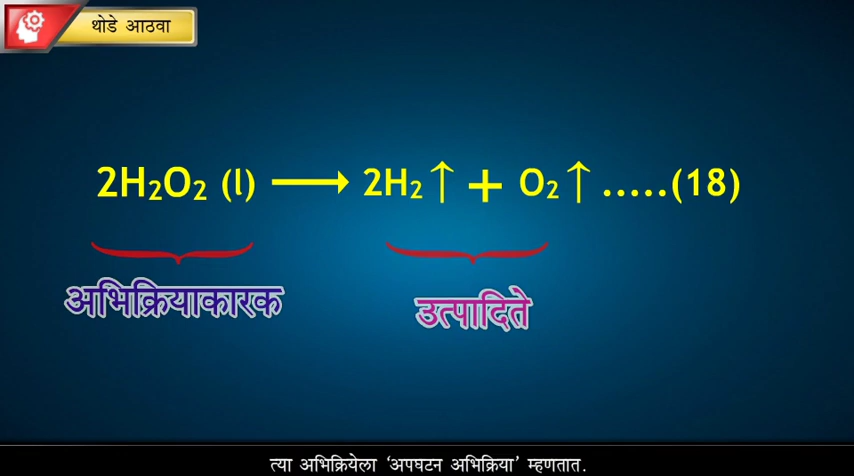 थोडे आठवा
2H₂O₂ (l) ⟶ 2H₂↑ + O₂↑ .....(18)
अभिक्रियाकारक
उत्पादिते
त्या अभिक्रियेला ‘अपघटन अभिक्रिया’ म्हणतात.